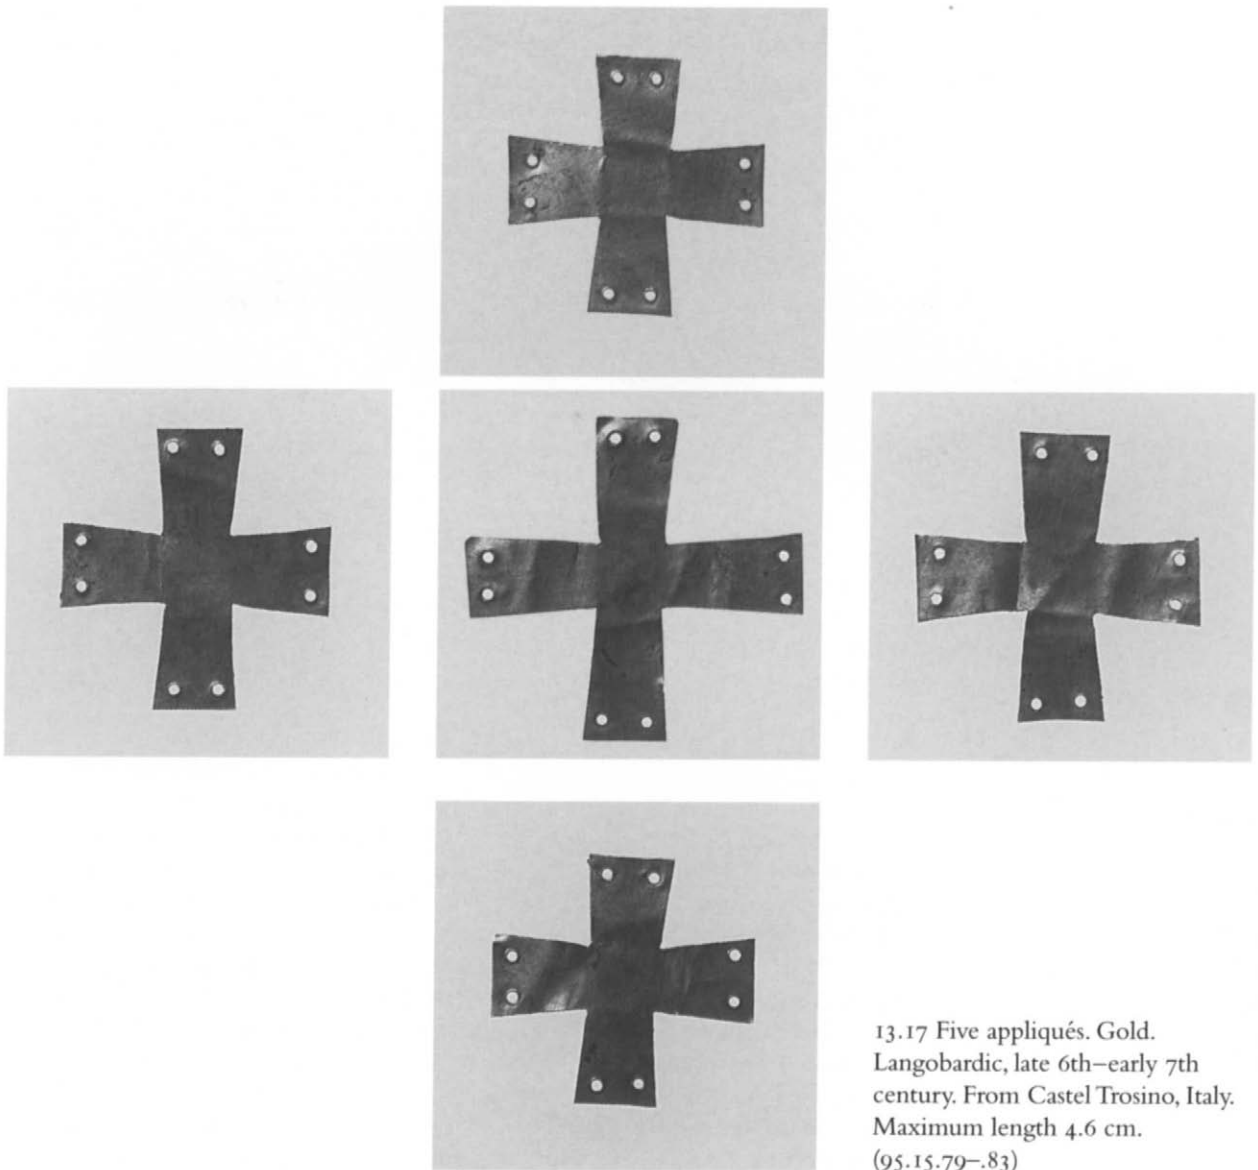 13.17 Five appliqués. Gold.
Langobardic, late 6th–early 7th
century. From Castel Trosino, Italy.
Maximum length 4.6 cm.
(95.15.79–.83)